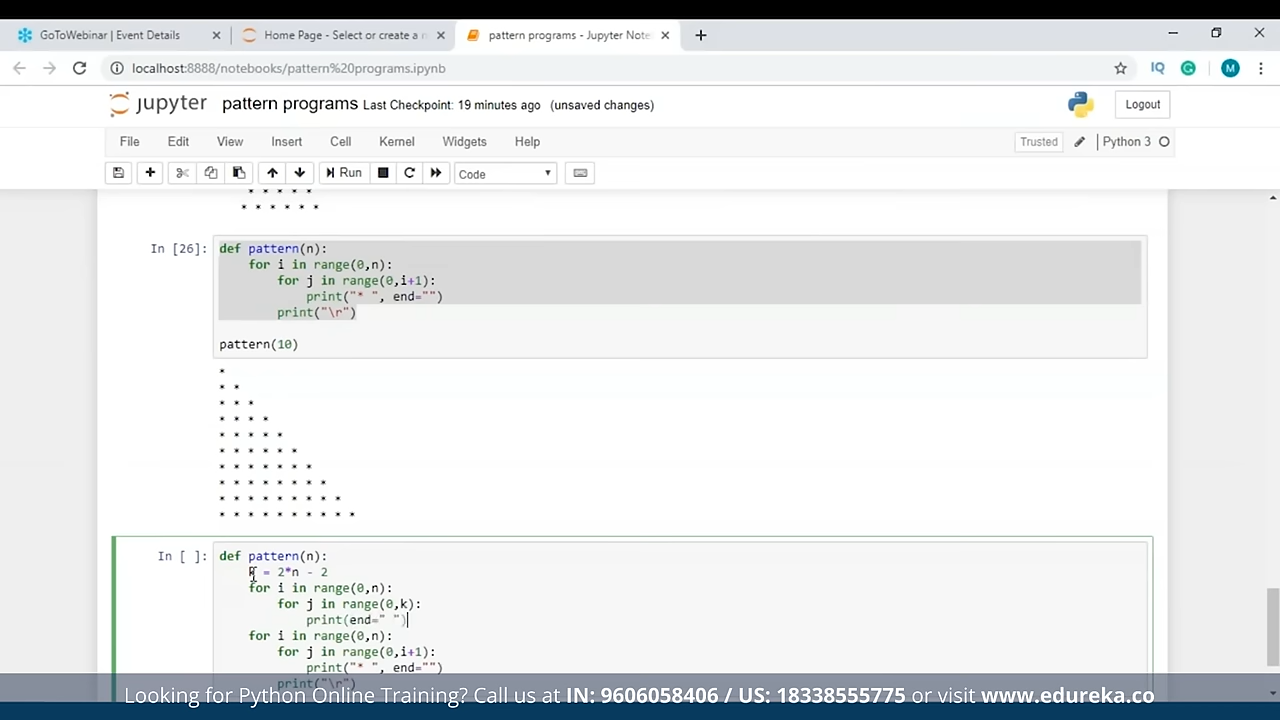 GoToWebinar | Event Details
Home Page - Select or create a n
pattern programs - Jupyter Note
localhost:8888/notebooks/pattern%20programs.ipynb
IQ
M
jupyter pattern programs Last Checkpoint: 19 minutes ago (unsaved changes)
Logout
File Edit View Insert Cell Kernel Widgets Help
Trusted
Python 3
Run
Code
* * * * *
* * * * * *
In [26]:
def pattern(n):
    for i in range(0,n):
        for j in range(0,i+1):
            print("* ", end="")
        print("\r")
pattern(10)
*
* *
* * *
* * * *
* * * * *
* * * * * *
* * * * * * *
* * * * * * * *
* * * * * * * * *
* * * * * * * * * *
In [ ]:
def pattern(n):
    k = 2*n - 2
    for i in range(0,n):
        for j in range(0,k):
            print(end=" ")
    for i in range(0,n):
        for j in range(0,i+1):
            print("* ", end="")
        print("\r")
Looking for Python Online Training? Call us at IN: 9606058406 / US: 18338555775 or visit www.edureka.co